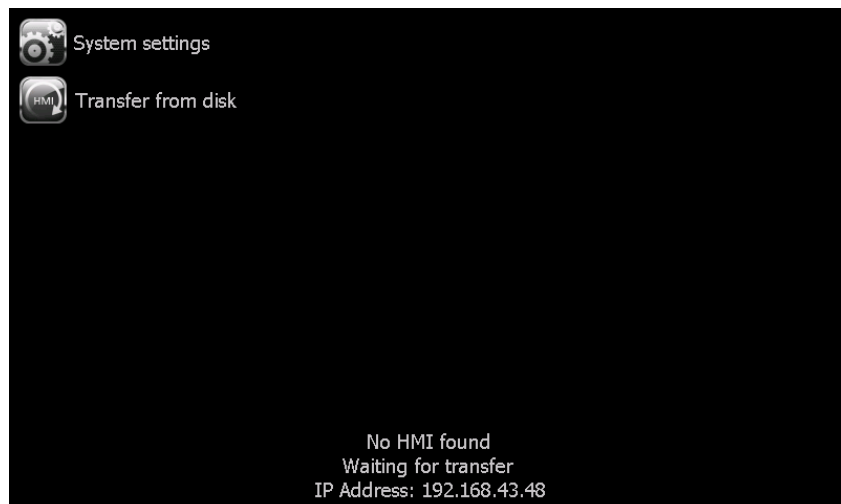 System settings
HMI
Transfer from disk
No HMI found
Waiting for transfer
IP Address: 192.168.43.48